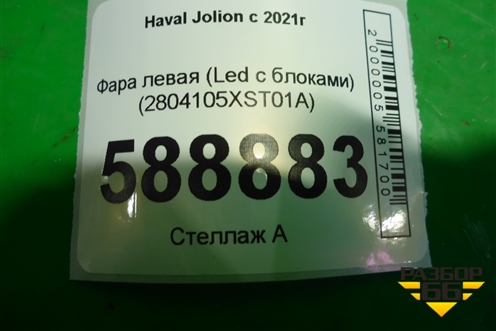 Haval Jolion с 2021г
Фара левая (Led с блоками)
(2804105XST01A)
588883
Стеллаж А
2000005581700
РАЗБОР
66